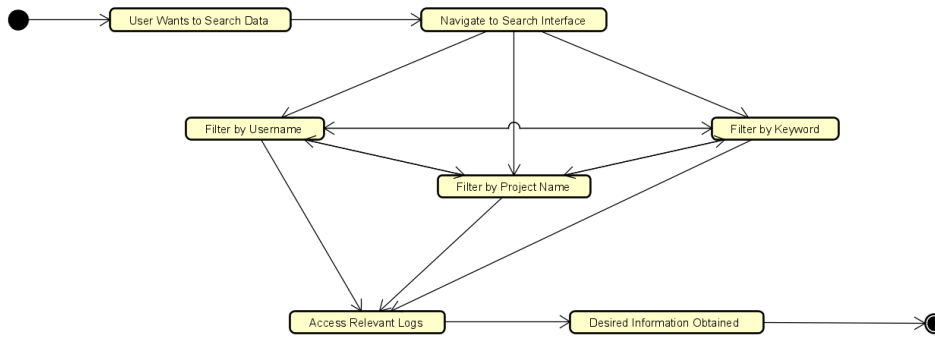 User Wants to Search Data
Navigate to Search Interface
Filter by Username
Filter by Keyword
Filter by Project Name
Access Relevant Logs
Desired Information Obtained